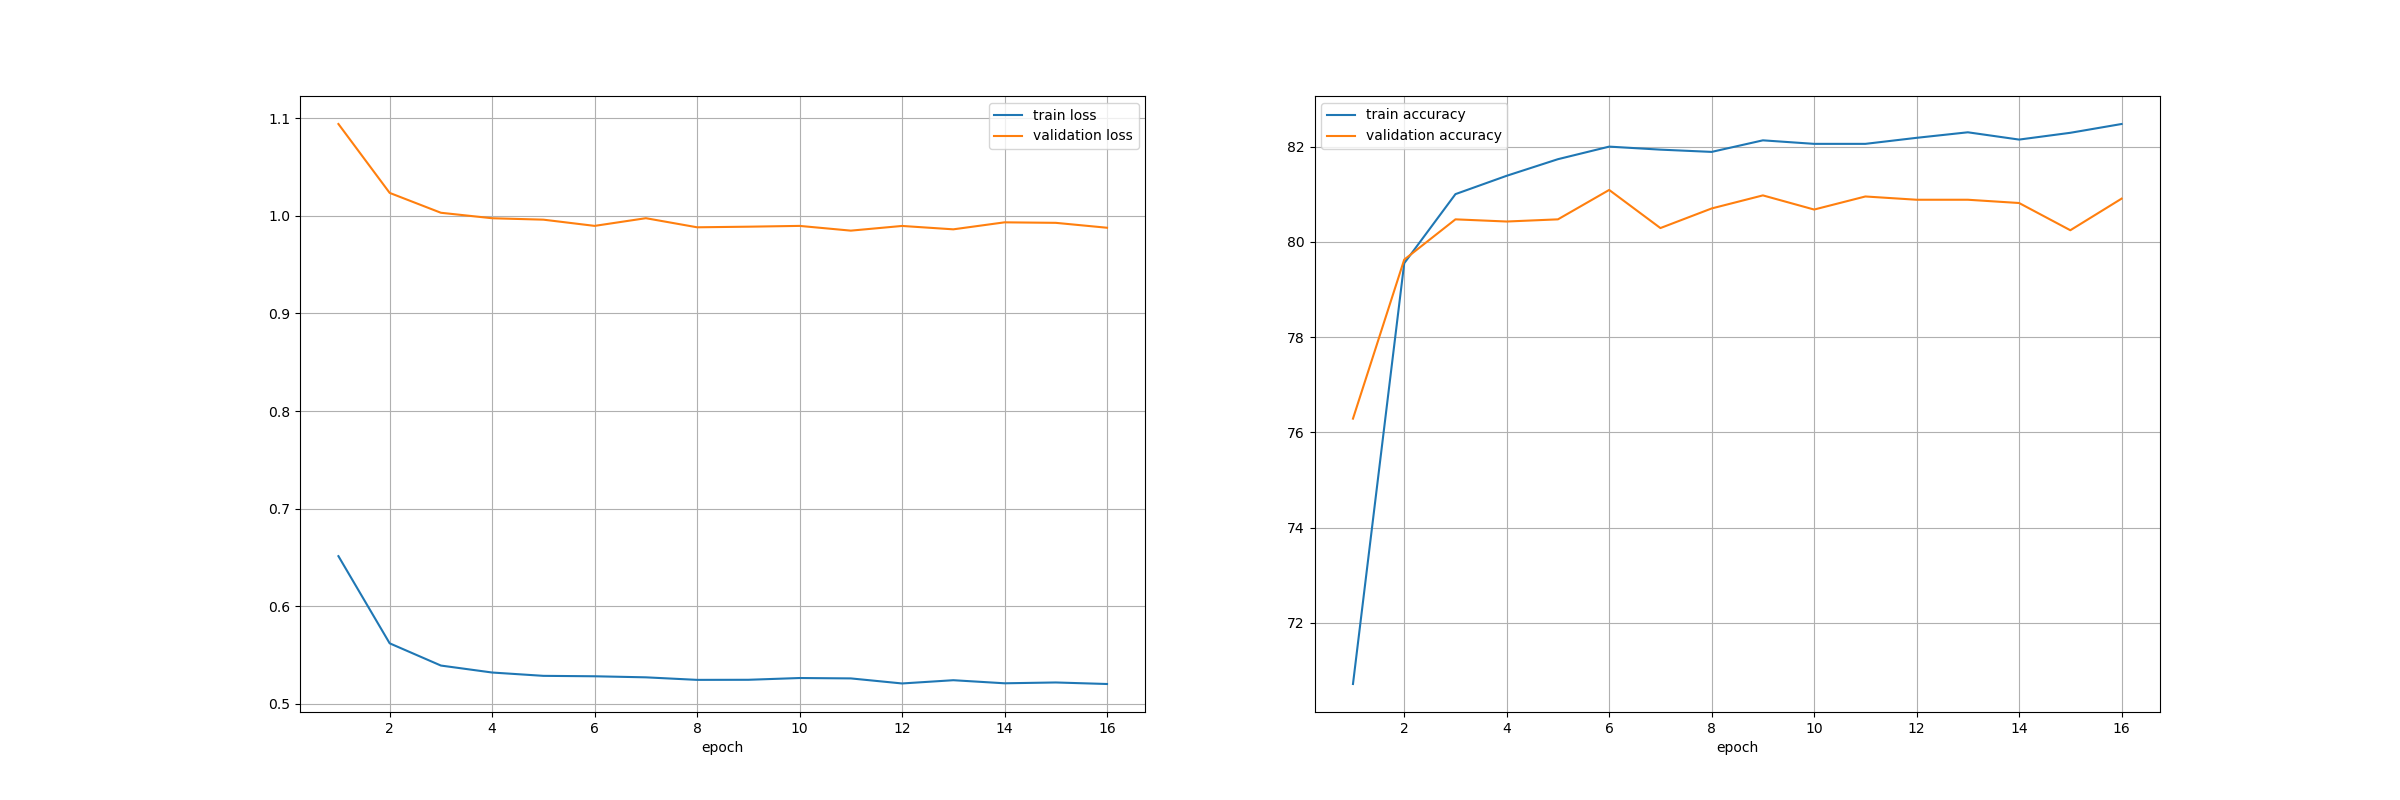 train loss
validation loss
1.1
1.0
0.9
0.8
0.7
0.6
0.5
2 4 6 8 10 12 14 16
epoch
train accuracy
validation accuracy
82
80
78
76
74
72
2 4 6 8 10 12 14 16
epoch